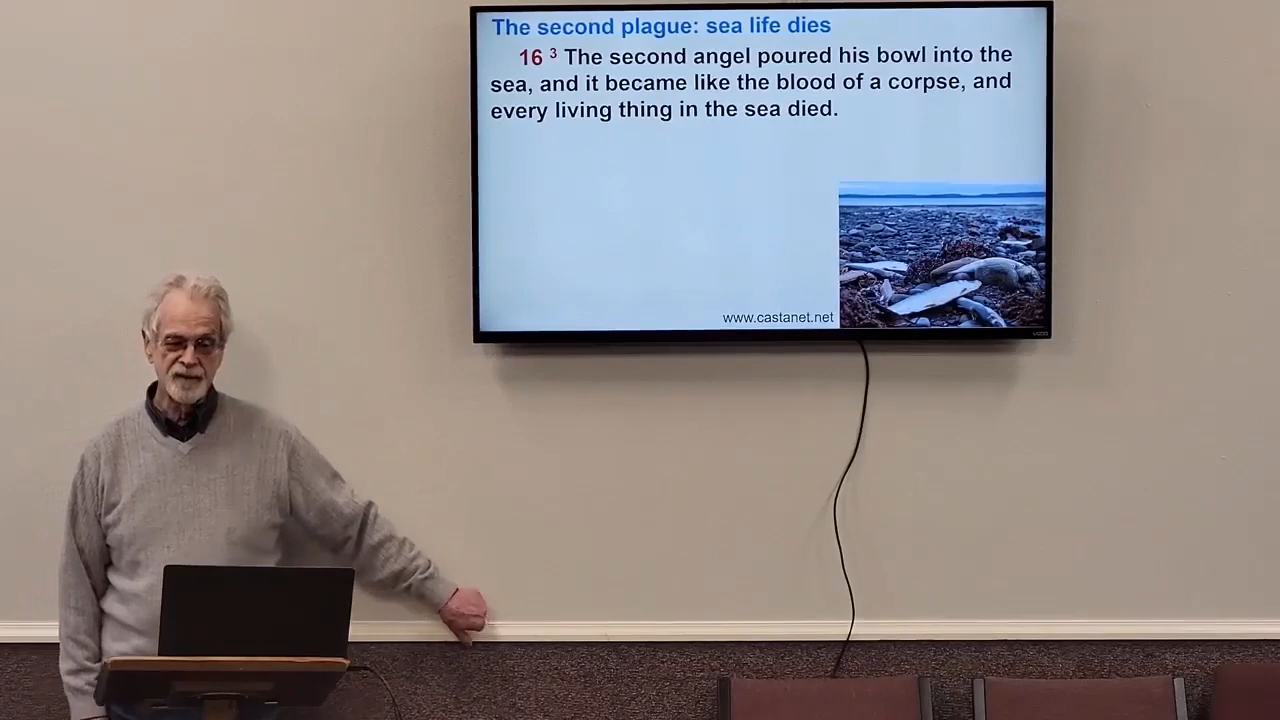 The second plague: sea life dies
16 3 The second angel poured his bowl into the
sea, and it became like the blood of a corpse, and
every living thing in the sea died.
www.castanet.net
VIZIO